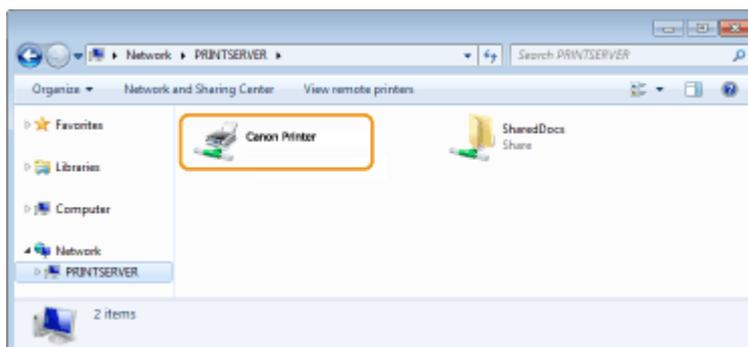 Network ▸ PRINTSERVER ▸ Search PRINTSERVER
Organize Network and Sharing Center View remote printers
Favorites
Libraries
Computer
Network
PRINTSERVER
Canon Printer
SharedDocs
Share
2 items